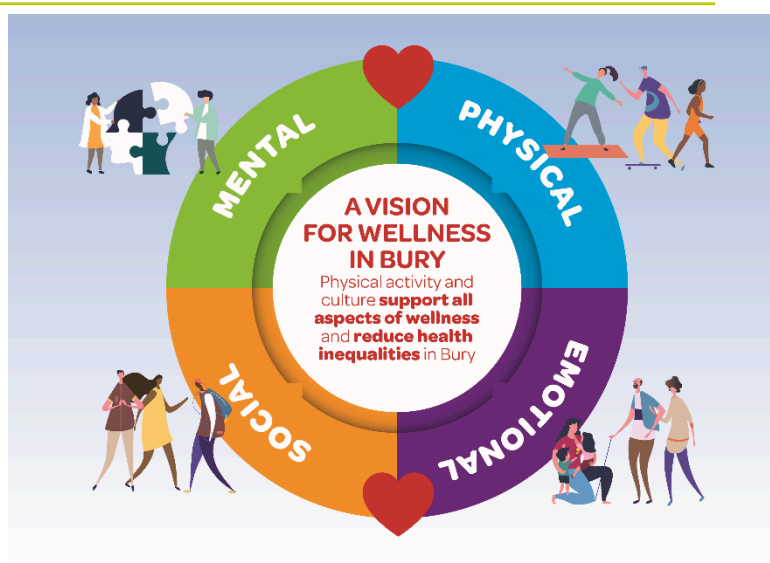 MENTAL
PHYSICAL
A VISION
FOR WELLNESS
IN BURY
Physical activity and
culture support all
aspects of wellness
and reduce health
inequalities in Bury
SOCIAL
EMOTIONAL